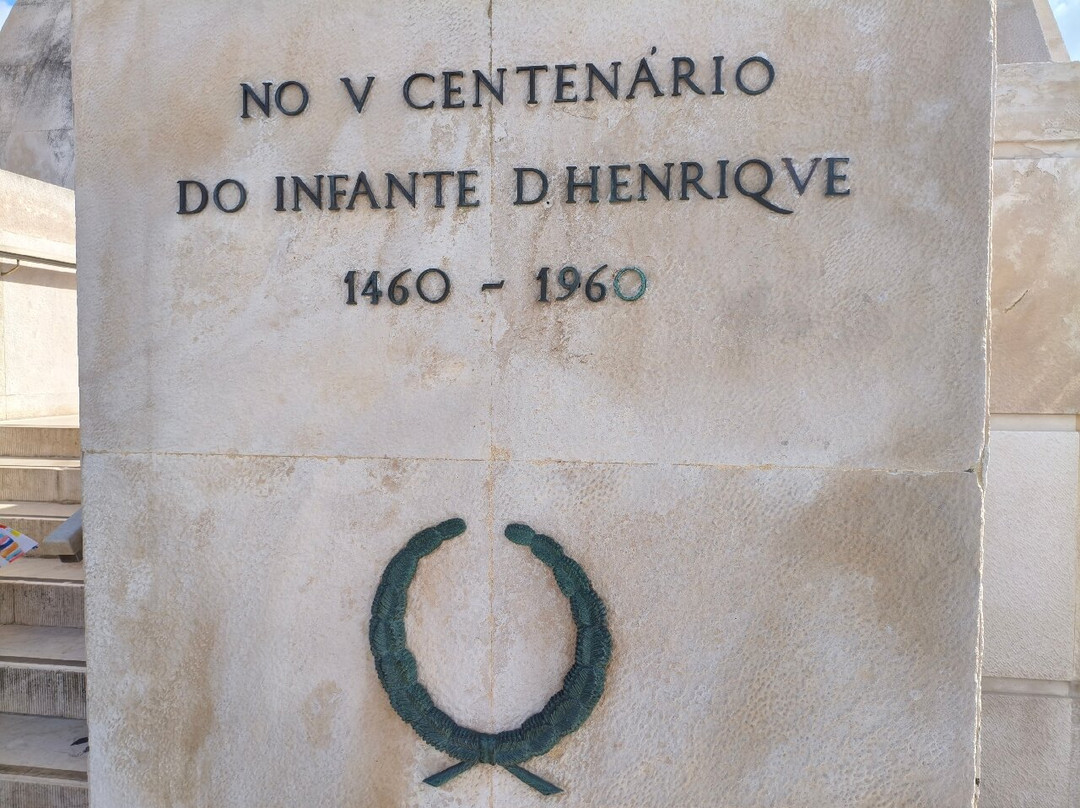 NO V CENTENÁRIO
DO INFANTE D. HENRIQVE
1460 - 1960